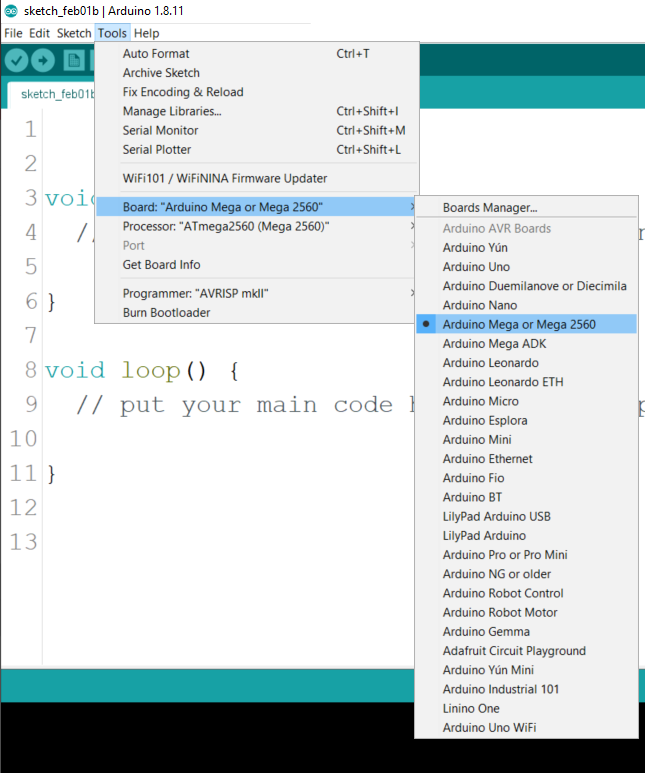 sketch_feb01b | Arduino 1.8.11
File Edit Sketch Tools Help
sketch_feb01b
Auto Format Ctrl+T
Archive Sketch
Fix Encoding & Reload
Manage Libraries... Ctrl+Shift+I
Serial Monitor Ctrl+Shift+M
Serial Plotter Ctrl+Shift+L
WiFi101 / WiFiNINA Firmware Updater
Board: "Arduino Mega or Mega 2560"
Processor: "ATmega2560 (Mega 2560)"
Port
Get Board Info
Programmer: "AVRISP mkII"
Burn Bootloader
Boards Manager...
Arduino AVR Boards
Arduino Yún
Arduino Uno
Arduino Duemilanove or Diecimila
Arduino Nano
Arduino Mega or Mega 2560
Arduino Mega ADK
Arduino Leonardo
Arduino Leonardo ETH
Arduino Micro
Arduino Esplora
Arduino Mini
Arduino Ethernet
Arduino Fio
Arduino BT
LilyPad Arduino USB
LilyPad Arduino
Arduino Pro or Pro Mini
Arduino NG or older
Arduino Robot Control
Arduino Robot Motor
Arduino Gemma
Adafruit Circuit Playground
Arduino Yún Mini
Arduino Industrial 101
Linino One
Arduino Uno WiFi
1
2
3 void
4 //
5
6 }
7
8 void loop() {
9 // put your main code
10
11 }
12
13